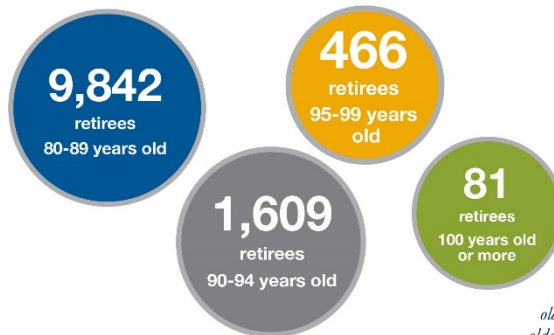 9,842
retirees
80-89 years old
466
retirees
95-99 years
old
1,609
retirees
90-94 years old
81
retirees
100 years old
or more